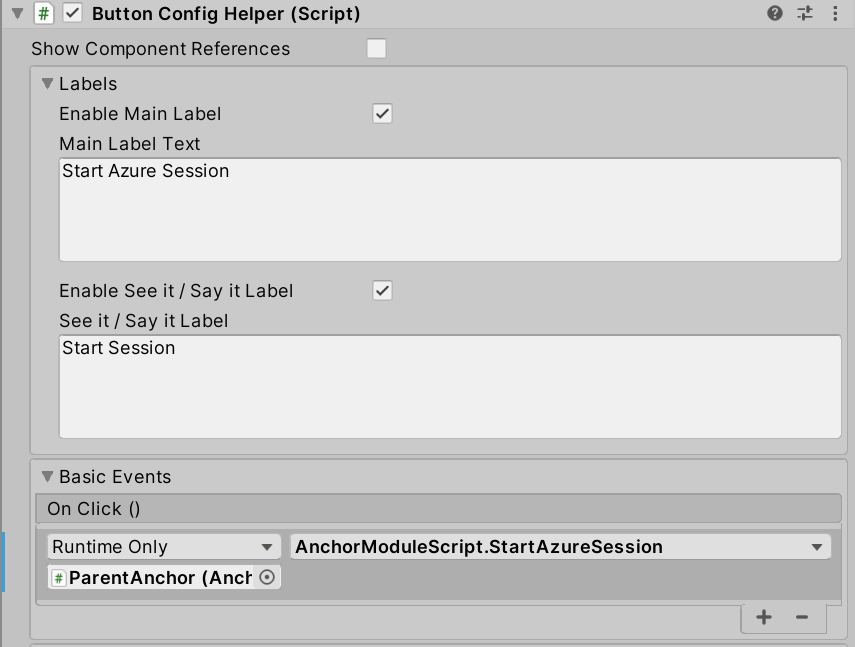 # Button Config Helper (Script)
Show Component References
Labels
Enable Main Label
Main Label Text
Start Azure Session
Enable See it / Say it Label
See it / Say it Label
Start Session
Basic Events
On Click ()
Runtime Only AnchorModuleScript.StartAzureSession
# ParentAnchor (Anch